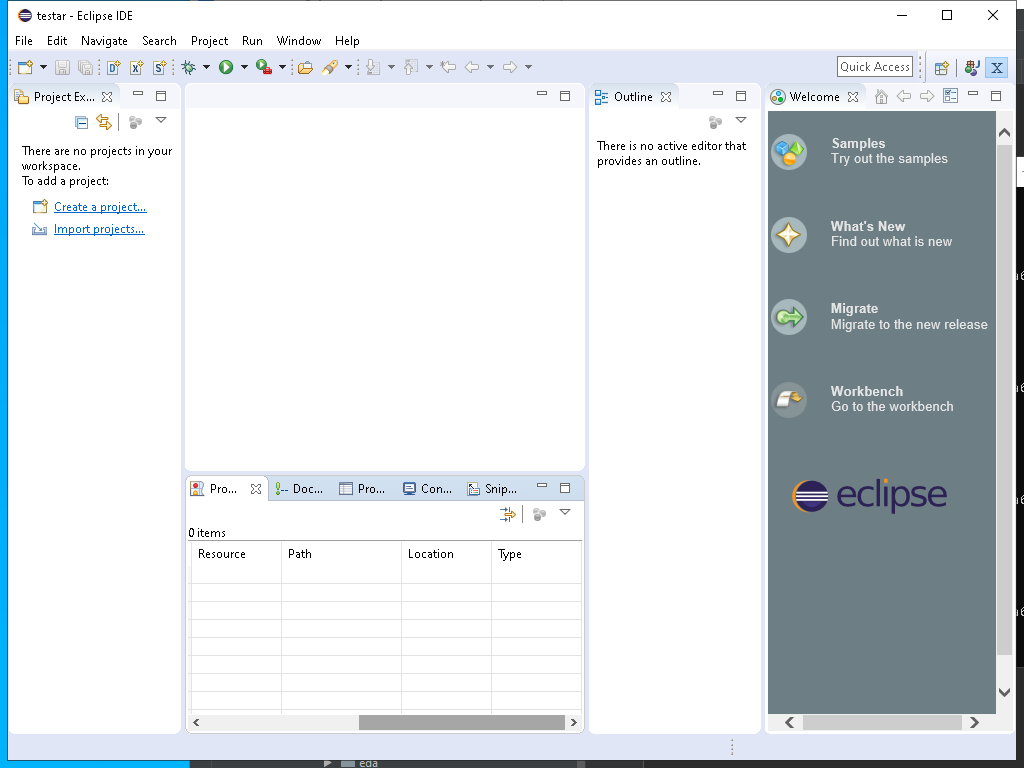 testar - Eclipse IDE
File Edit Navigate Search Project Run Window Help
Quick Access
Project Ex...
There are no projects in your
workspace.
To add a project:
Create a project...
Import projects...
Outline
There is no active editor that
provides an outline.
Welcome
Samples
Try out the samples
What's New
Find out what is new
Migrate
Migrate to the new release
Workbench
Go to the workbench
eclipse
Pro... Doc... Pro... Con... Snip...
0 items
Resource Path Location Type
eda